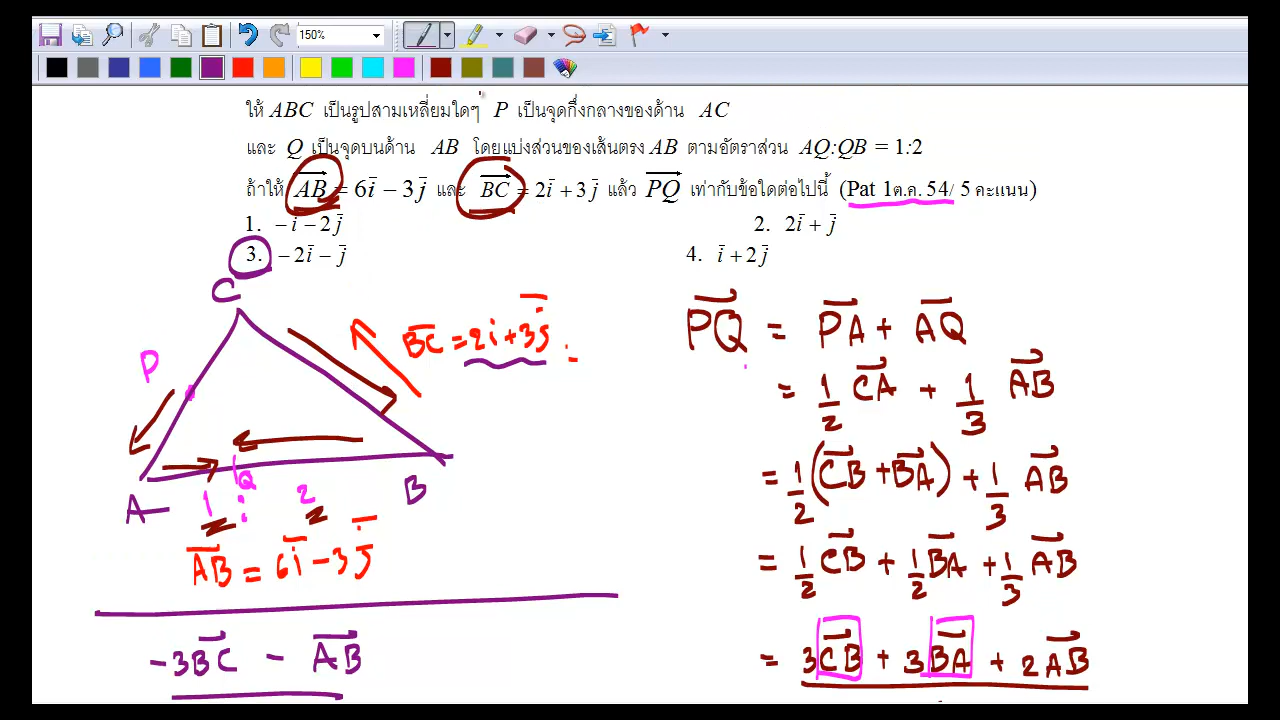 150%
ให้ ABC เป็นรูปสามเหลี่ยมใดๆ P เป็นจุดกึ่งกลางของด้าน AC
และ Q เป็นจุดบนด้าน AB โดยแบ่งส่วนของเส้นตรง AB ตามอัตราส่วน AQ:QB = 1:2
ถ้าให้ AB = 6i − 3j และ BC = 2i + 3j แล้ว PQ เท่ากับข้อใดต่อไปนี้ (Pat 1ต.ค. 54/ 5 คะแนน)
1. −i − 2j 2. 2i + j
3. −2i − j 4. i + 2j
C
BC = 2i+3j
P
A
1
Q
2
B
AB = 6i − 3j
−3BC − AB
PQ = PA + AQ
= 1/2 CA + 1/3 AB
= 1/2 (CB + BA) + 1/3 AB
= 1/2 CB + 1/2 BA + 1/3 AB
= 3CB + 3BA + 2AB